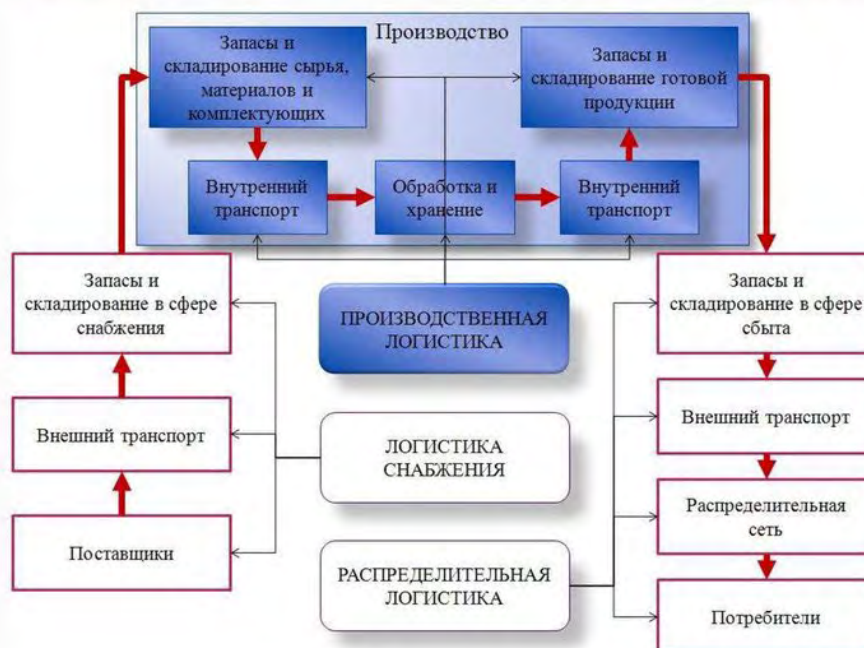 Производство
Запасы и
складирование сырья,
материалов и
комплектующих
Запасы и
складирование готовой
продукции
Внутренний
транспорт
Обработка и
хранение
Внутренний
транспорт
Запасы и
складирование в сфере
снабжения
ПРОИЗВОДСТВЕННАЯ
ЛОГИСТИКА
Запасы и
складирование в сфере
сбыта
Внешний транспорт
ЛОГИСТИКА
СНАБЖЕНИЯ
Внешний транспорт
Распределительная
сеть
Поставщики
РАСПРЕДЕЛИТЕЛЬНАЯ
ЛОГИСТИКА
Потребители